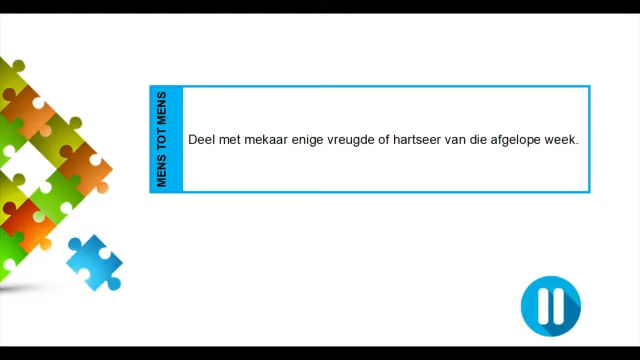 MENS TOT MENS
Deel met mekaar enige vreugde of hartseer van die afgelope week.